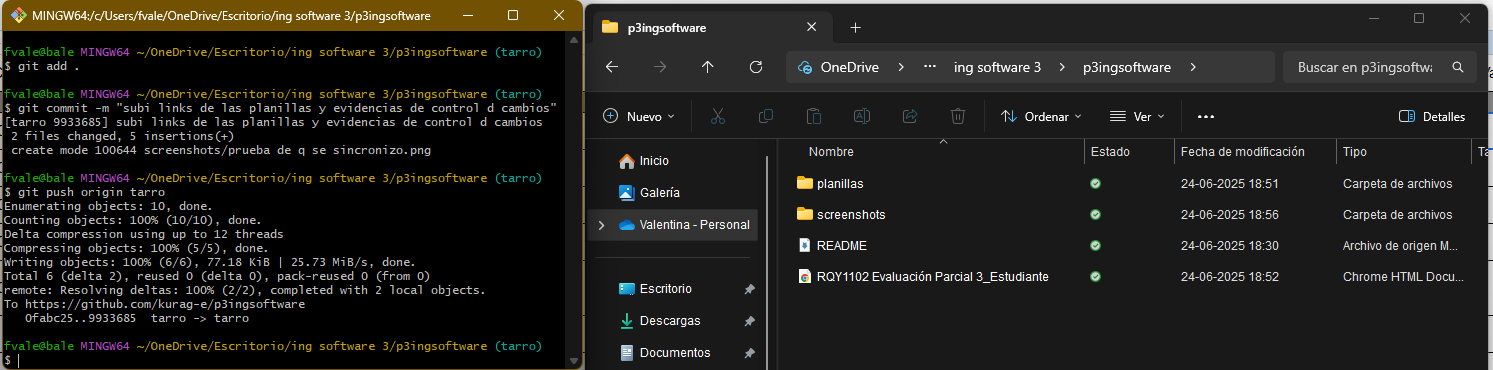 MINGW64:/c/Users/fvale/OneDrive/Escritorio/ing software 3/p3ingsoftware
fvale@bale MINGW64 ~/OneDrive/Escritorio/ing software 3/p3ingsoftware (tarro)
$ git add .
fvale@bale MINGW64 ~/OneDrive/Escritorio/ing software 3/p3ingsoftware (tarro)
$ git commit -m "subi links de las planillas y evidencias de control d cambios"
[tarro 9933685] subi links de las planillas y evidencias de control d cambios
2 files changed, 5 insertions(+)
create mode 100644 screenshots/prueba de q se sincronizo.png
fvale@bale MINGW64 ~/OneDrive/Escritorio/ing software 3/p3ingsoftware (tarro)
$ git push origin tarro
Enumerating objects: 10, done.
Counting objects: 100% (10/10), done.
Delta compression using up to 12 threads
Compressing objects: 100% (5/5), done.
Writing objects: 100% (6/6), 77.18 KiB | 25.73 MiB/s, done.
Total 6 (delta 2), reused 0 (delta 0), pack-reused 0 (from 0)
remote: Resolving deltas: 100% (2/2), completed with 2 local objects.
To https://github.com/kurag-e/p3ingsoftware
0fabc25..9933685 tarro -> tarro
fvale@bale MINGW64 ~/OneDrive/Escritorio/ing software 3/p3ingsoftware (tarro)
$
p3ingsoftware
OneDrive > ··· ing software 3 > p3ingsoftware >
Buscar en p3ingsoftwa
Nuevo
Ordenar
Ver
···
Detalles
Inicio
Galería
Valentina - Personal
Escritorio
Descargas
Documentos
Nombre Estado Fecha de modificación Tipo Ta
planillas 24-06-2025 18:51 Carpeta de archivos
screenshots 24-06-2025 18:56 Carpeta de archivos
README 24-06-2025 18:30 Archivo de origen M...
RQY1102 Evaluación Parcial 3_Estudiante 24-06-2025 18:52 Chrome HTML Docu...